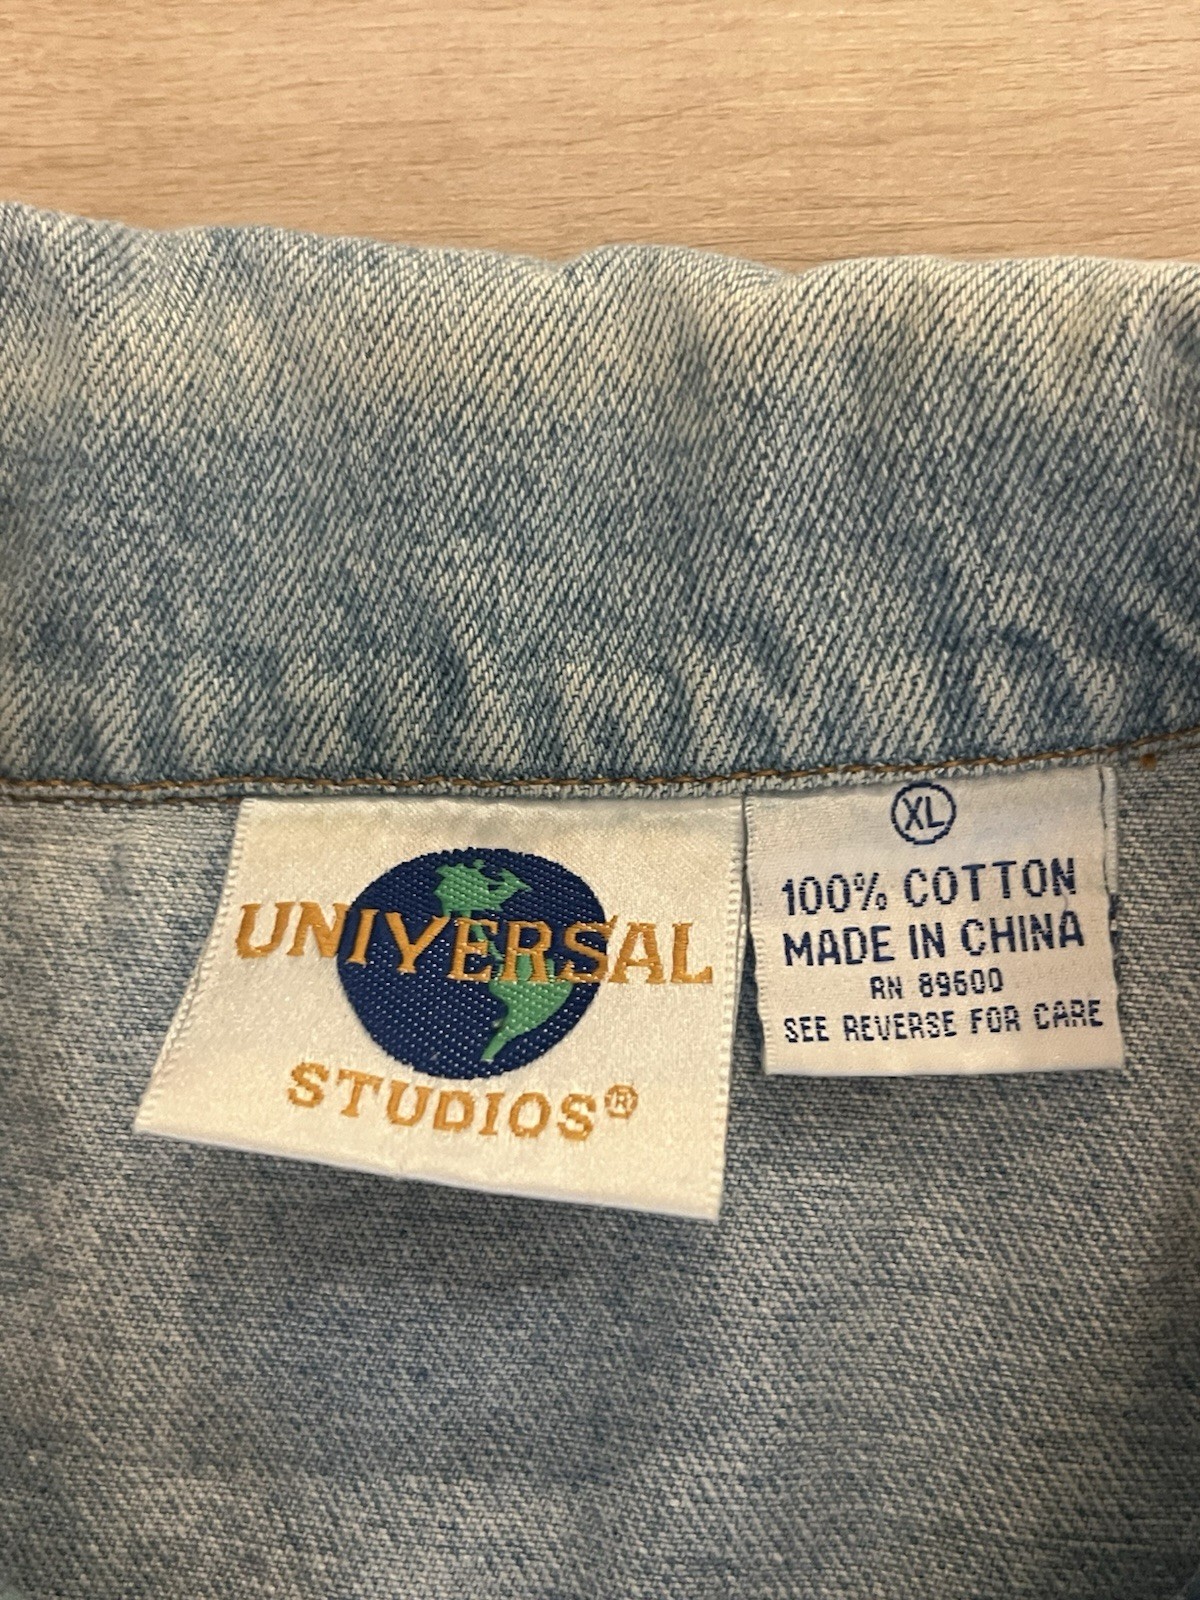 UNIVERSAL
STUDIOS®
XL
100% COTTON
MADE IN CHINA
RN 89600
SEE REVERSE FOR CARE